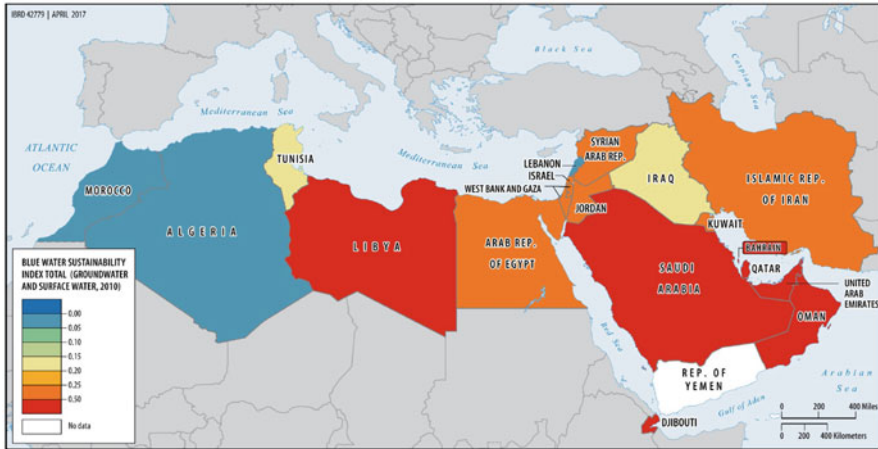 IBRD 42779 | APRIL 2017
Black Sea
Caspian Sea
Mediterranean Sea
ATLANTIC
OCEAN
TUNISIA
Mediterranean Sea
SYRIAN
ARAB REP.
LEBANON
ISRAEL
WEST BANK AND GAZA
IRAQ
ISLAMIC REP.
OF IRAN
MOROCCO
JORDAN
ALGERIA
LIBYA
ARAB REP.
OF EGYPT
KUWAIT
BAHRAIN
QATAR
SAUDI
ARABIA
UNITED
ARAB
EMIRATES
OMAN
Red Sea
REP. OF
YEMEN
Arabian
Sea
Gulf of Aden
DJIBOUTI
BLUE WATER SUSTAINABILITY
INDEX TOTAL (GROUNDWATER
AND SURFACE WATER, 2010)
0.00
0.05
0.10
0.15
0.20
0.25
0.50
No data
0 200 400 Miles
0 200 400 Kilometers